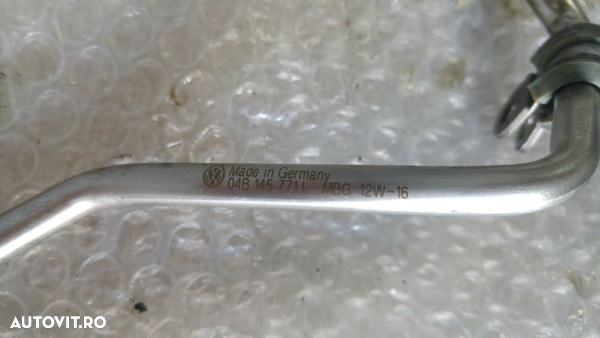 Made in Germany
04B 145 771 L MBG 12W-16
AUTOVIT.RO